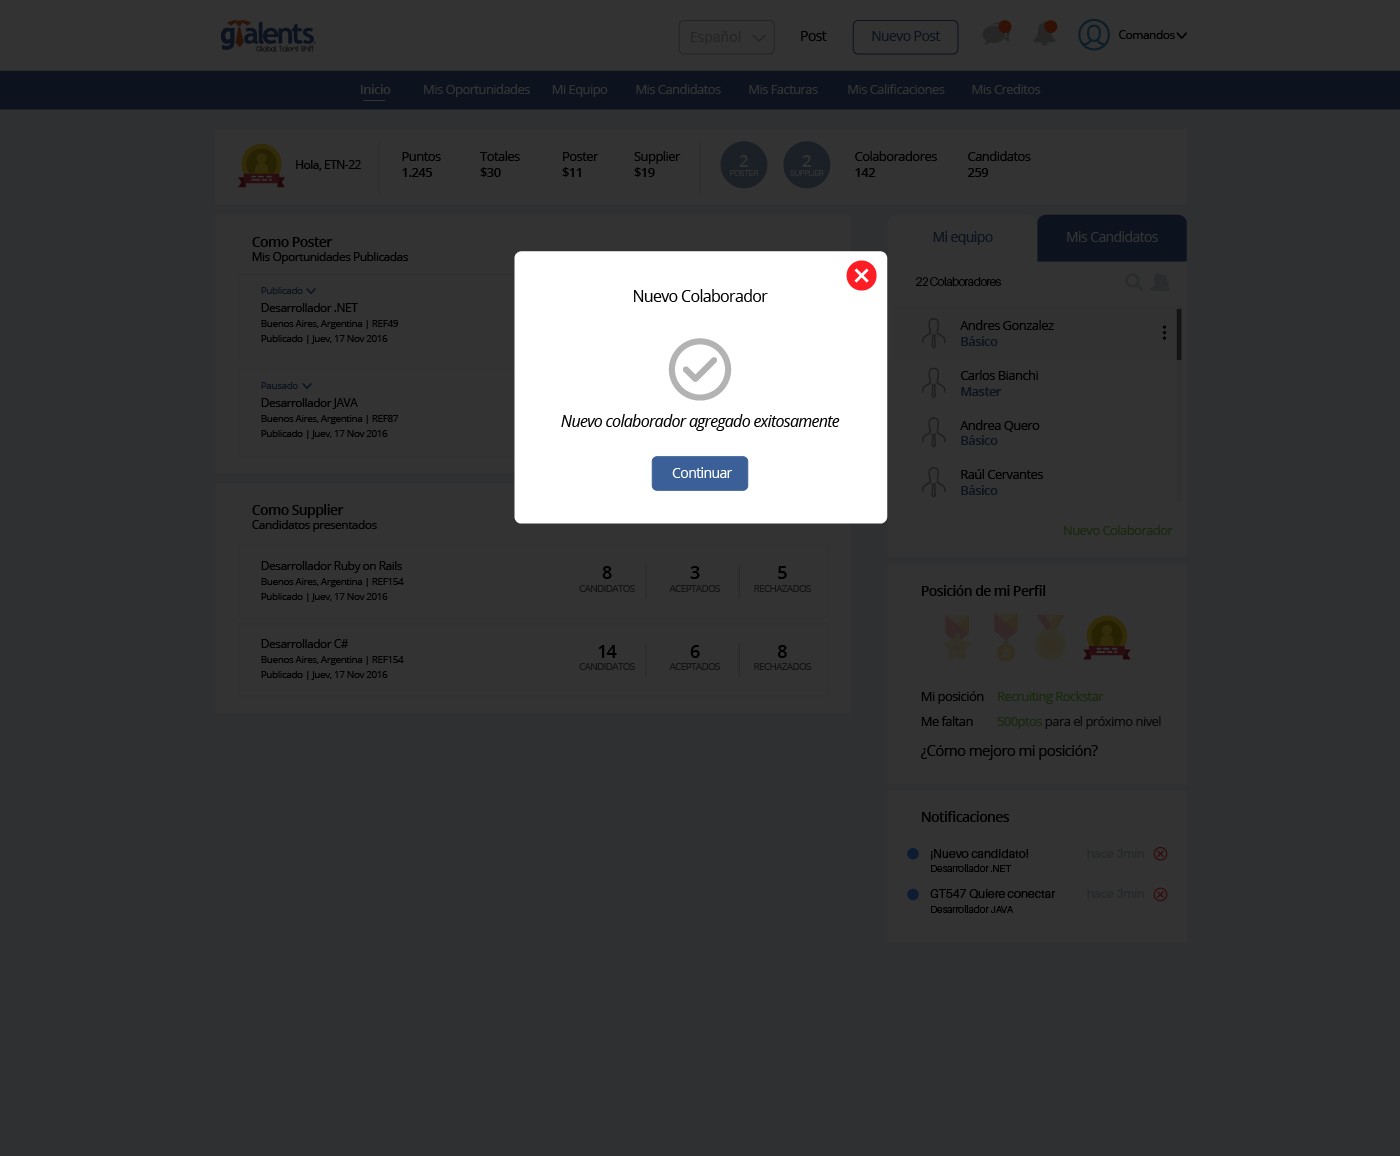 gTalents
Global Talent Shift
Español
Post
Nuevo Post
Comandos
Inicio
Mis Oportunidades
Mi Equipo
Mis Candidatos
Mis Facturas
Mis Calificaciones
Mis Creditos
Hola, ETN-22
Puntos
1.245
Totales
$30
Poster
$11
Supplier
$19
2
POSTER
2
SUPPLIER
Colaboradores
142
Candidatos
259
Como Poster
Mis Oportunidades Publicadas
Publicado
Desarrollador .NET
Buenos Aires, Argentina | REF49
Publicado | Juev, 17 Nov 2016
Pausado
Desarrollador JAVA
Buenos Aires, Argentina | REF87
Publicado | Juev, 17 Nov 2016
Como Supplier
Candidatos presentados
Desarrollador Ruby on Rails
Buenos Aires, Argentina | REF154
Publicado | Juev, 17 Nov 2016
8
CANDIDATOS
3
ACEPTADOS
5
RECHAZADOS
Desarrollador C#
Buenos Aires, Argentina | REF154
Publicado | Juev, 17 Nov 2016
14
CANDIDATOS
6
ACEPTADOS
8
RECHAZADOS
Nuevo Colaborador
Nuevo colaborador agregado exitosamente
Continuar
Mi equipo
Mis Candidatos
22 Colaboradores
Andres Gonzalez
Básico
Carlos Bianchi
Master
Andrea Quero
Básico
Raúl Cervantes
Básico
Nuevo Colaborador
Posición de mi Perfil
Mi posición Recruiting Rockstar
Me faltan 500ptos para el próximo nivel
¿Cómo mejoro mi posición?
Notificaciones
¡Nuevo candidato! hace 3min
Desarrollador .NET
GT547 Quiere conectar hace 3min
Desarrollador JAVA